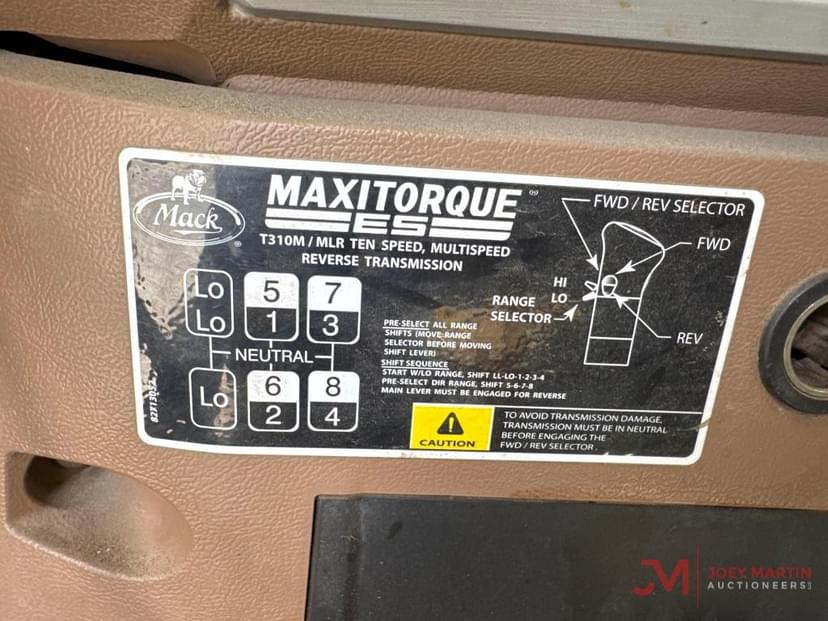 Mack
®
MAXITORQUE ®
ES
T310M / MLR TEN SPEED, MULTISPEED
REVERSE TRANSMISSION
Lo 5 7
Lo 1 3
NEUTRAL
Lo 6 8
2 4
82X13052
PRE-SELECT ALL RANGE
SHIFTS (MOVE RANGE
SELECTOR BEFORE MOVING
SHIFT LEVER)
SHIFT SEQUENCE
START W/LO RANGE, SHIFT LL-LO-1-2-3-4
PRE-SELECT DIR RANGE, SHIFT 5-6-7-8
MAIN LEVER MUST BE ENGAGED FOR REVERSE
FWD / REV SELECTOR
FWD
HI
LO
RANGE
SELECTOR
REV
CAUTION
TO AVOID TRANSMISSION DAMAGE,
TRANSMISSION MUST BE IN NEUTRAL
BEFORE ENGAGING THE
FWD / REV SELECTOR .
JM JOEY MARTIN
AUCTIONEERS